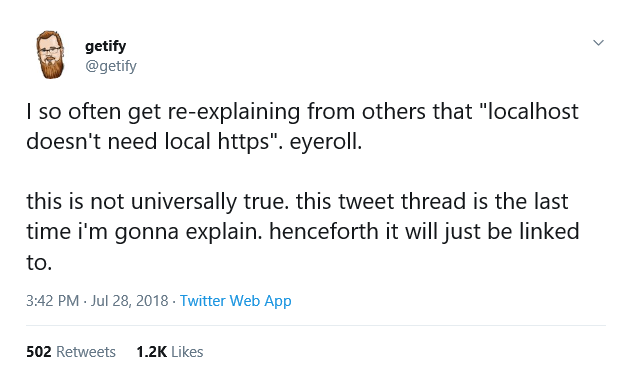 getify
@getify
I so often get re-explaining from others that "localhost
doesn't need local https". eyeroll.
this is not universally true. this tweet thread is the last
time i'm gonna explain. henceforth it will just be linked
to.
3:42 PM · Jul 28, 2018 · Twitter Web App
502 Retweets 1.2K Likes